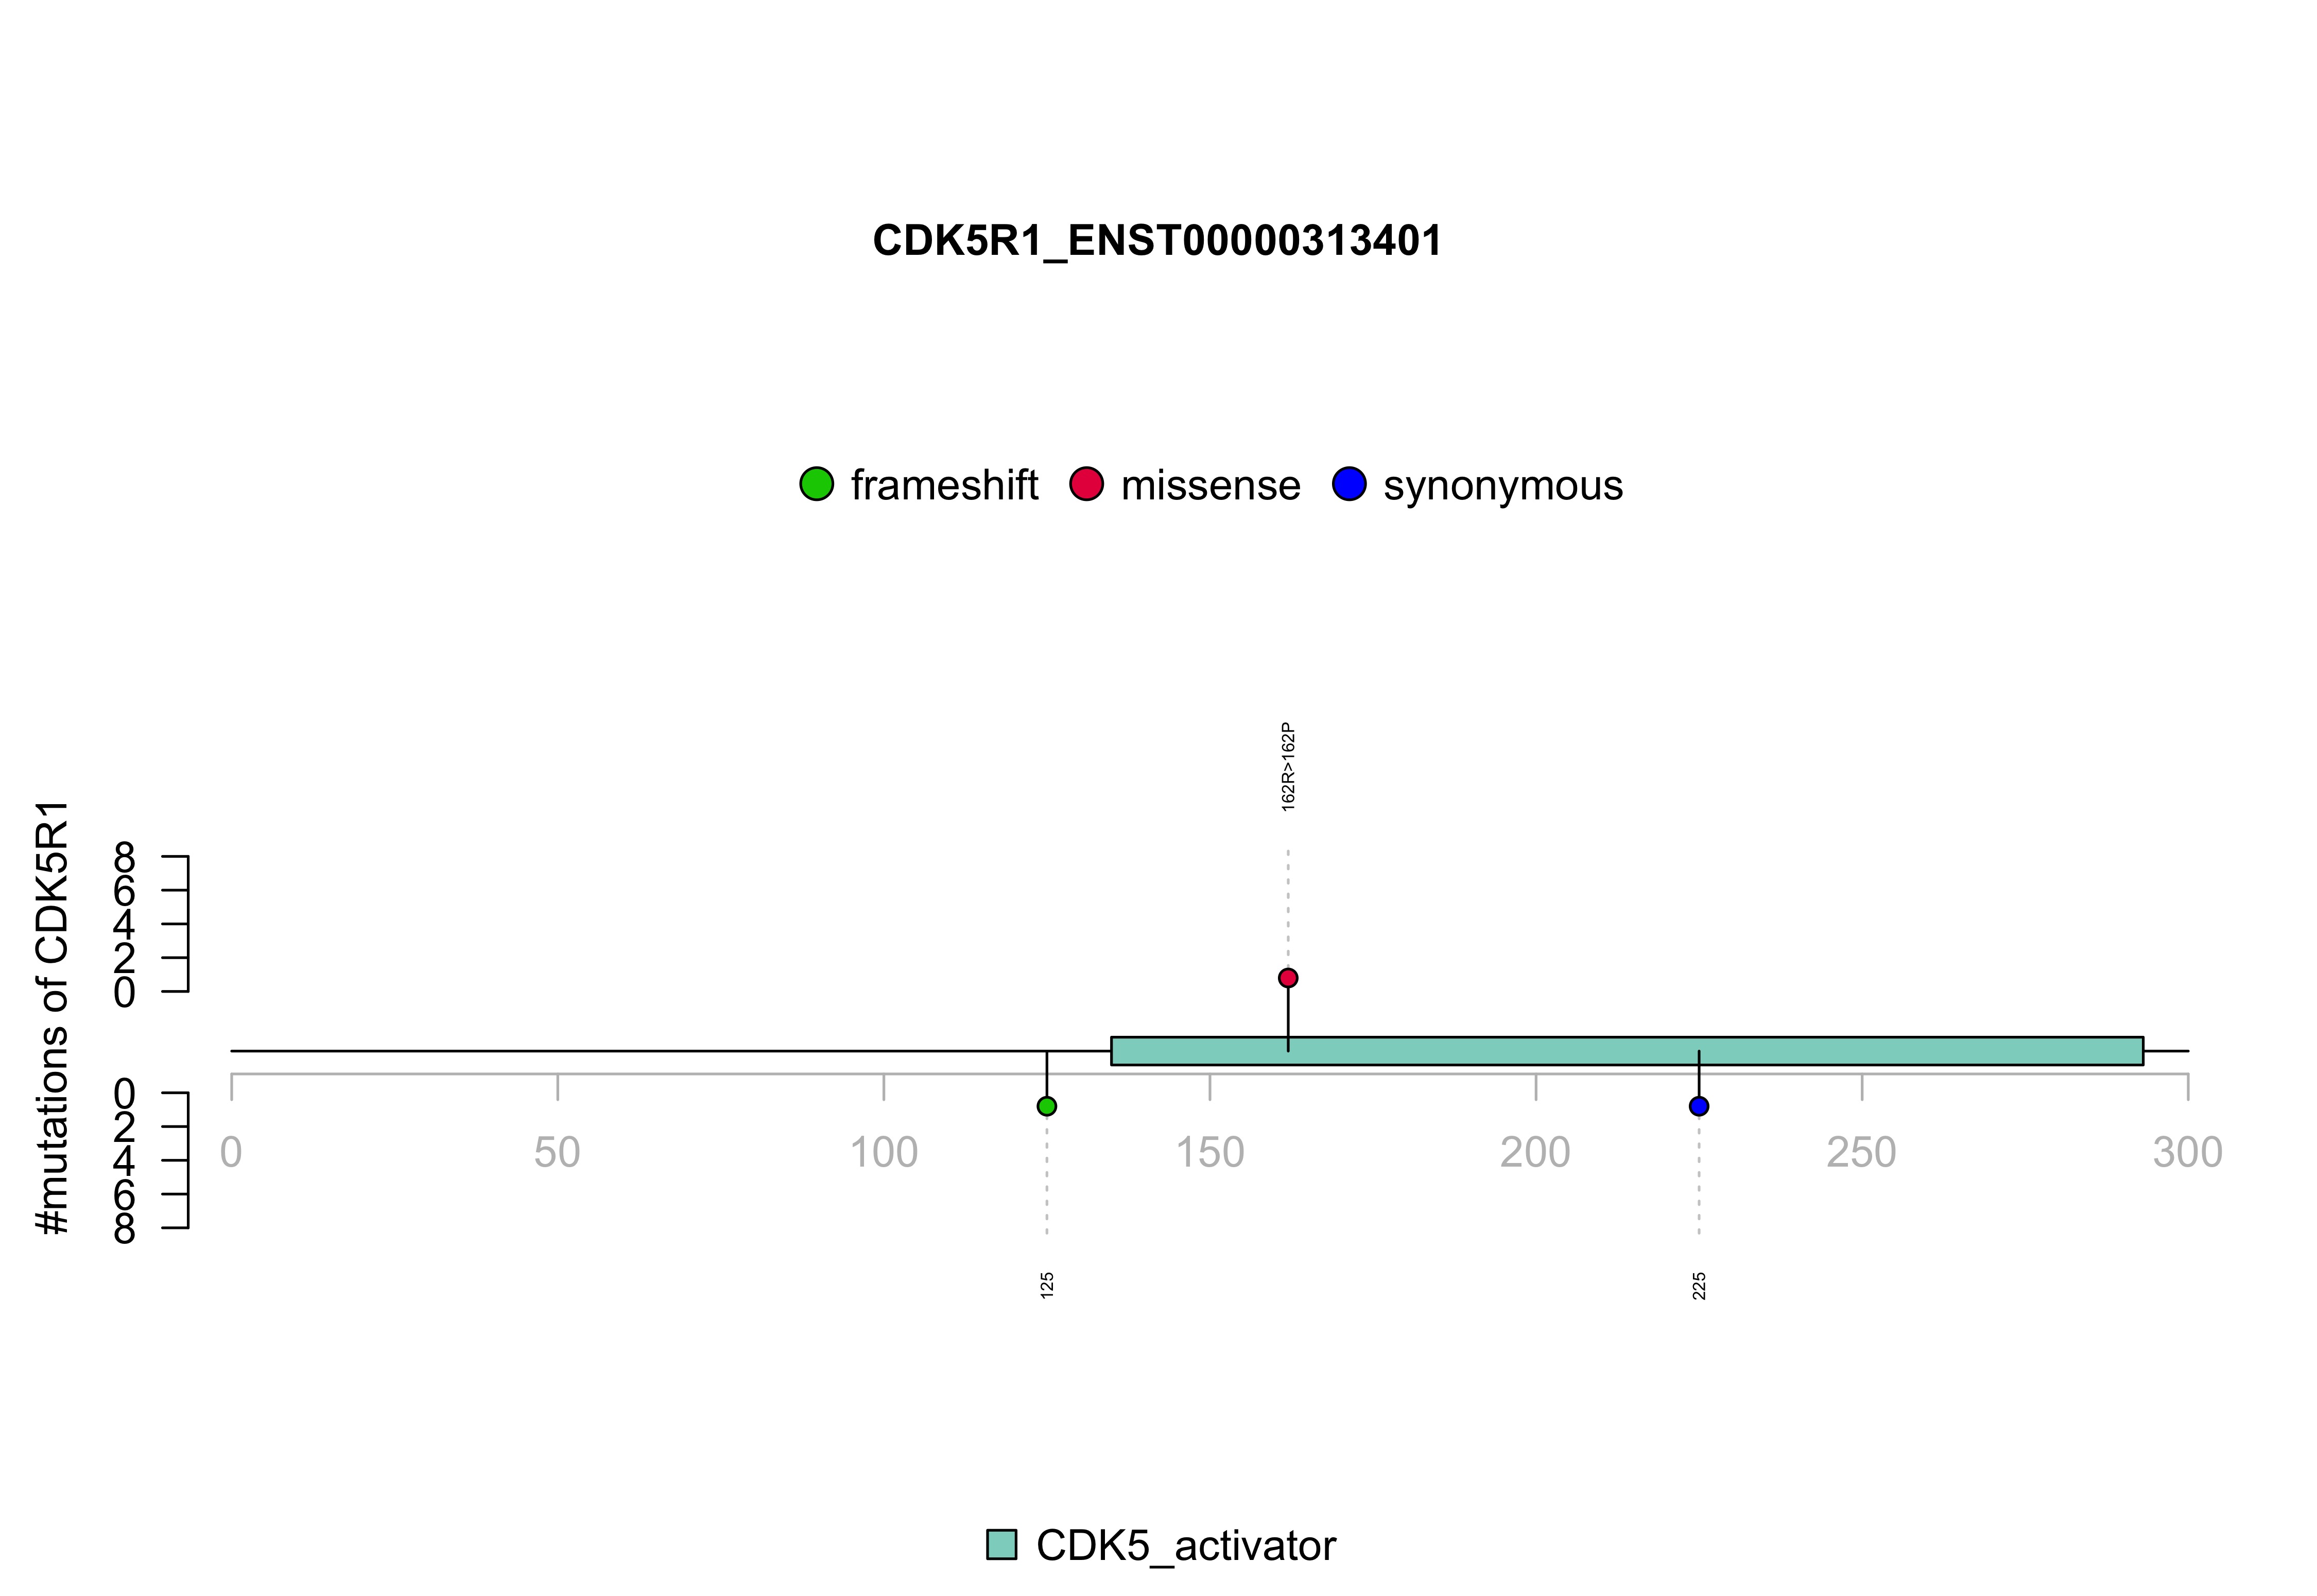 CDK5R1_ENST00000313401
frameshift missense synonymous
162R>162P
#mutations of CDK5R1
8
6
4
2
0
0
2
4
6
8
0 50 100 150 200 250 300
125 225
CDK5_activator